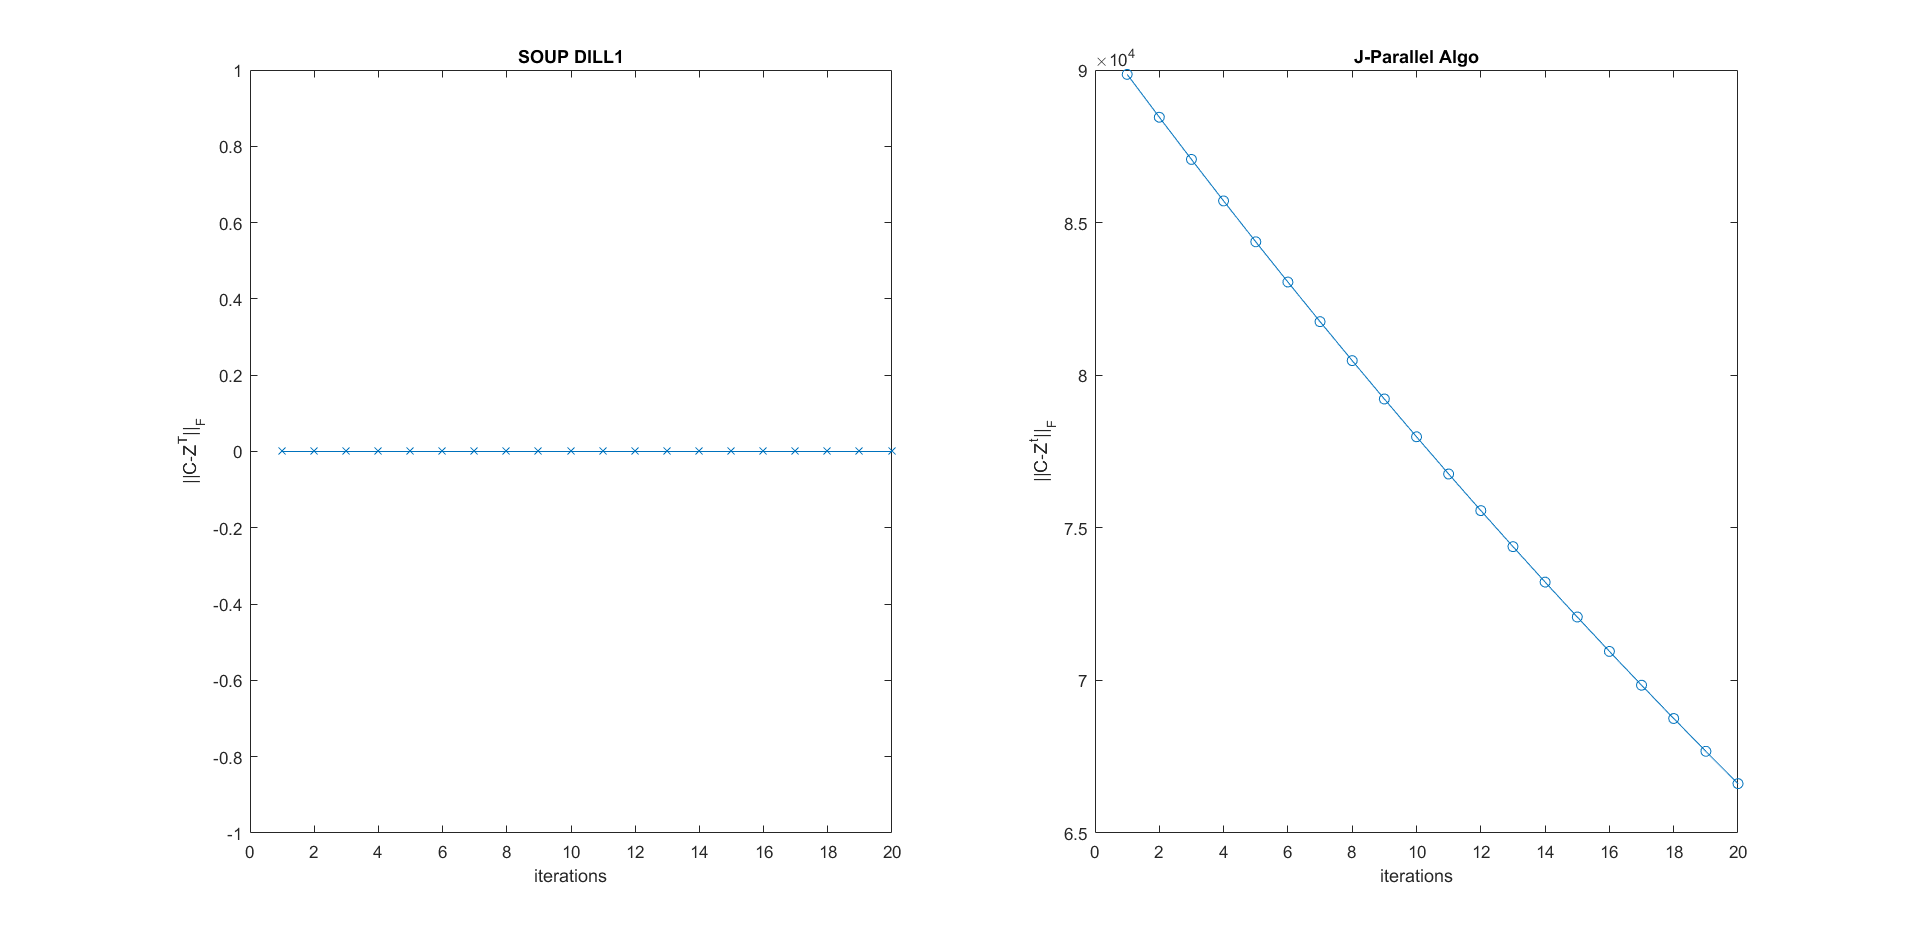 SOUP DILL1
1
0.8
0.6
0.4
0.2
0
-0.2
-0.4
-0.6
-0.8
-1
||C-Z^T||_F
0 2 4 6 8 10 12 14 16 18 20
iterations
J-Parallel Algo
×10^4
9
8.5
8
7.5
7
6.5
||C-Z^t||_F
0 2 4 6 8 10 12 14 16 18 20
iterations